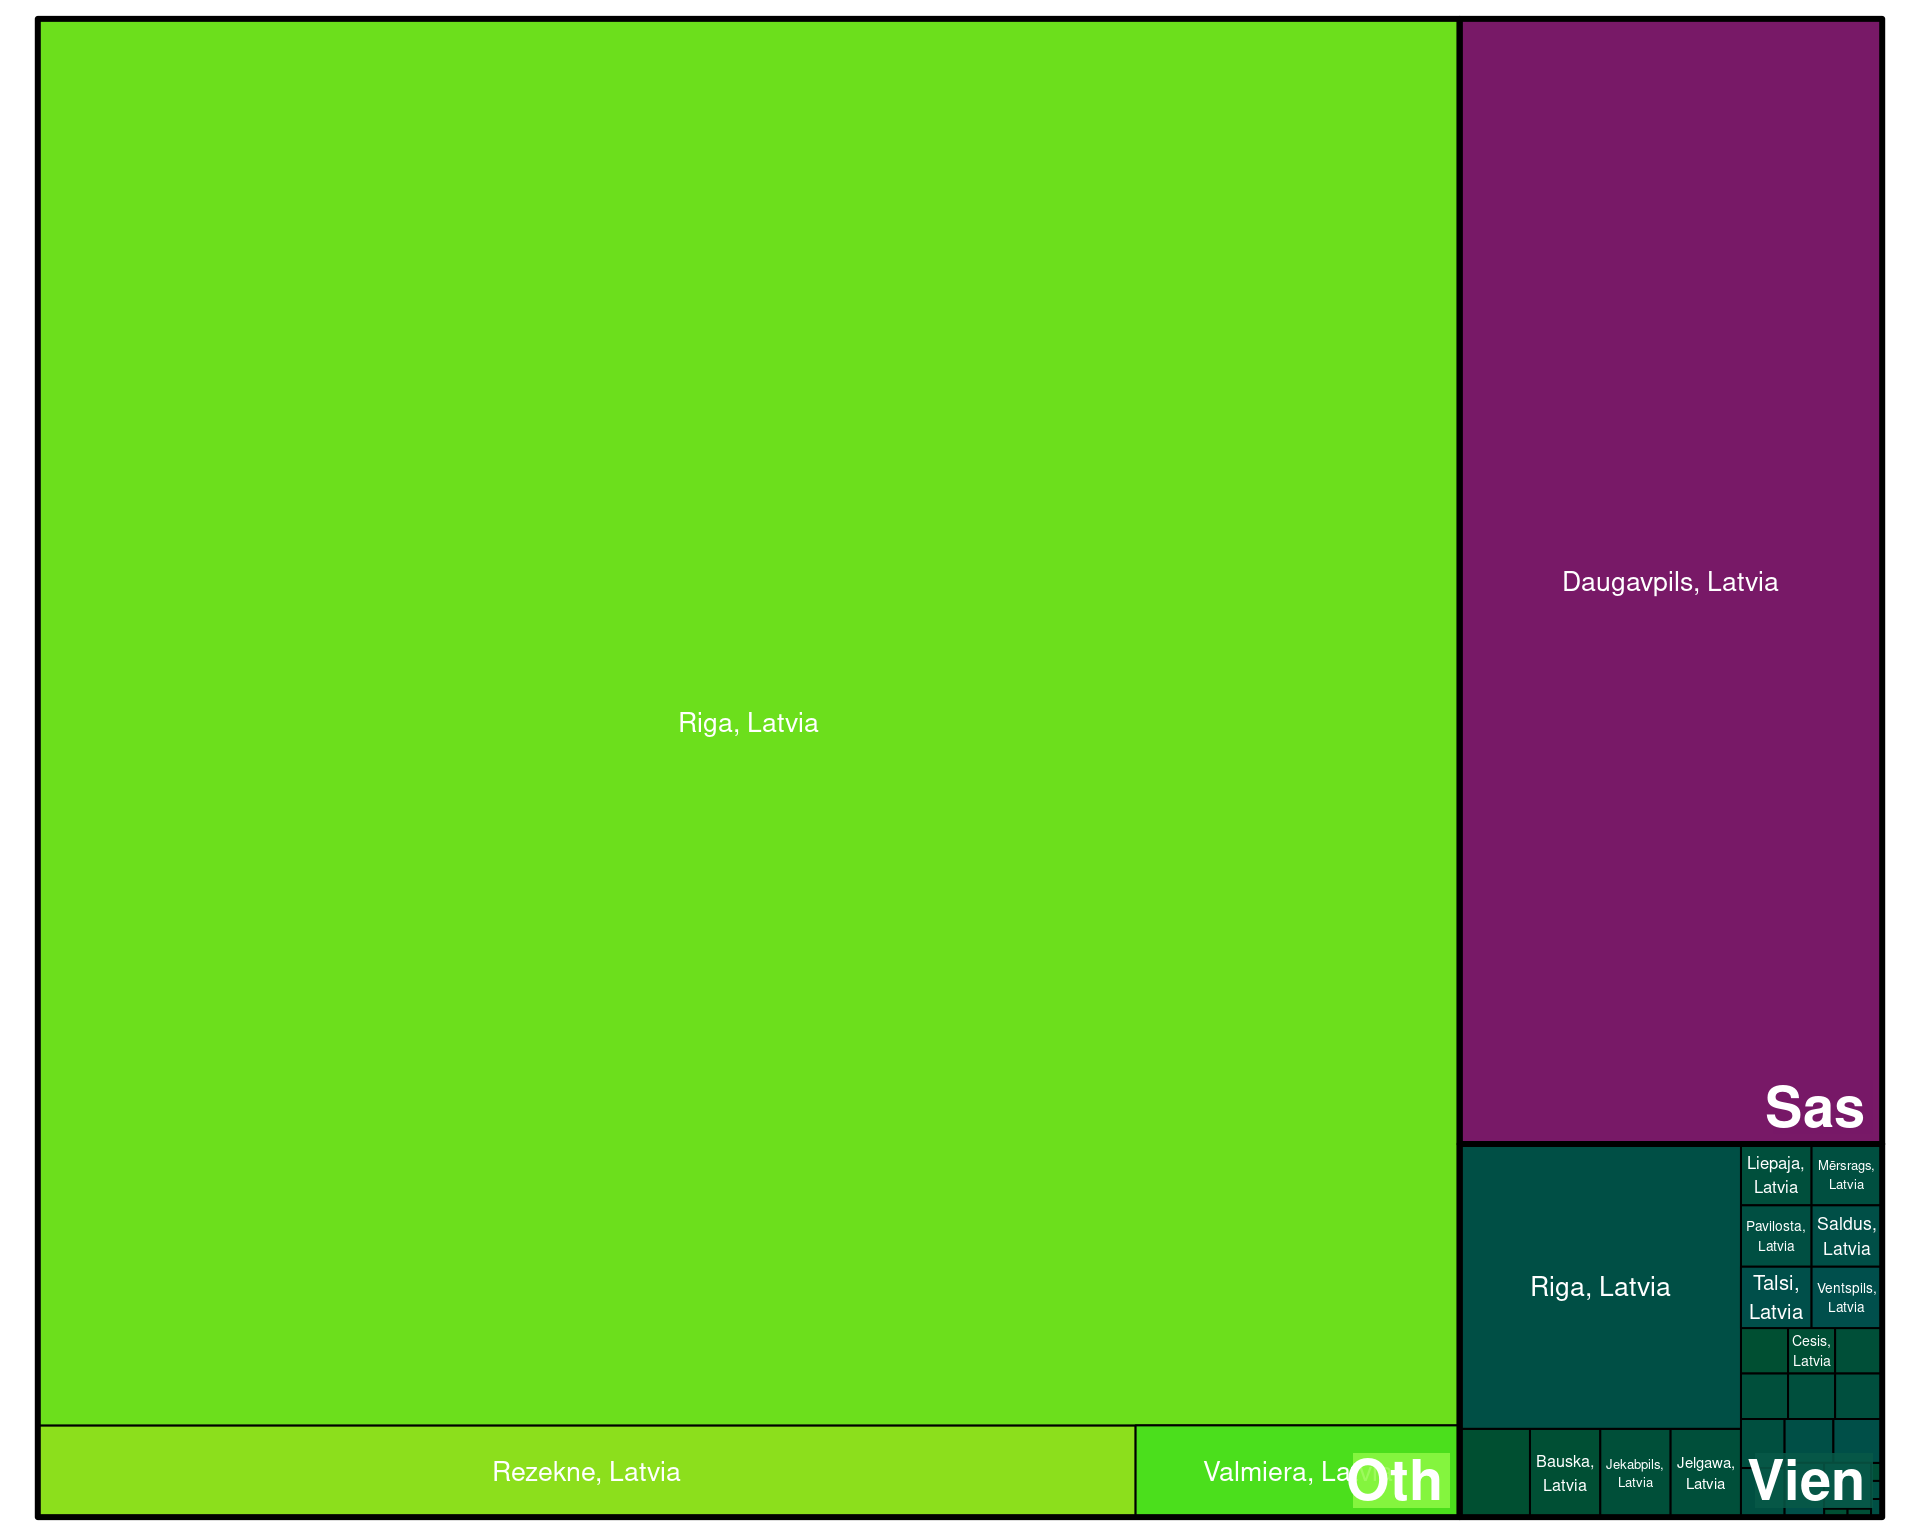 Riga, Latvia
Rezekne, Latvia
Valmiera, La
Oth
Daugavpils, Latvia
Sas
Riga, Latvia
Bauska,
Latvia
Jekabpils,
Latvia
Jelgawa,
Latvia
Liepaja,
Latvia
Mērsrags,
Latvia
Pavilosta,
Latvia
Saldus,
Latvia
Talsi,
Latvia
Ventspils,
Latvia
Cesis,
Latvia
Vien